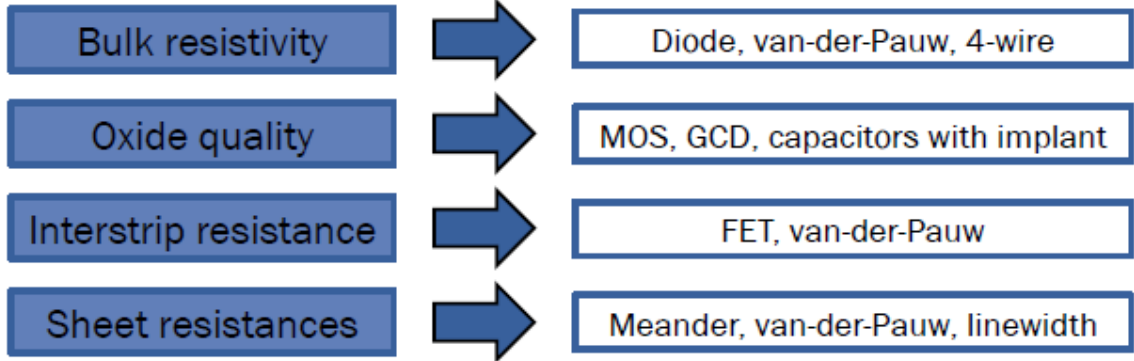 Bulk resistivity
Diode, van-der-Pauw, 4-wire
Oxide quality
MOS, GCD, capacitors with implant
Interstrip resistance
FET, van-der-Pauw
Sheet resistances
Meander, van-der-Pauw, linewidth